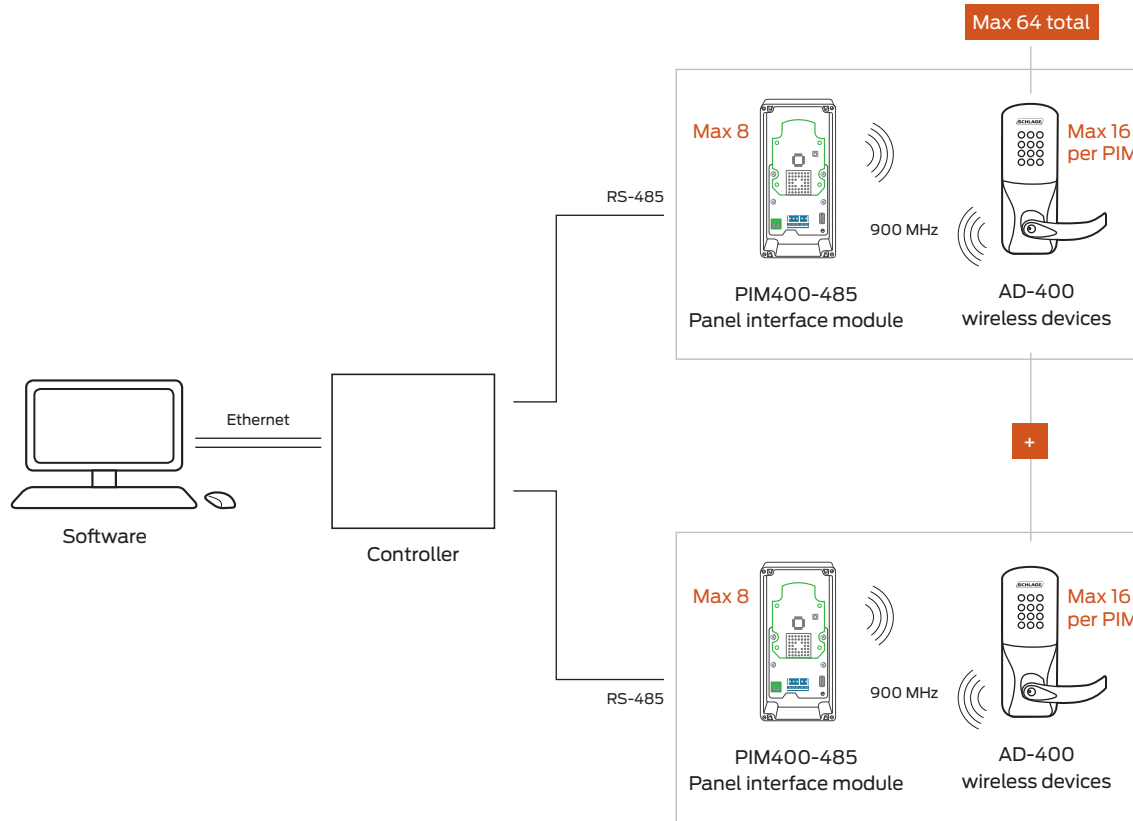 Max 64 total
Max 8
SCHLAGE
Max 16
per PIM
RS-485
900 MHz
PIM400-485
Panel interface module
AD-400
wireless devices
Ethernet
+
Software
Controller
Max 8
SCHLAGE
Max 16
per PIM
RS-485
900 MHz
PIM400-485
Panel interface module
AD-400
wireless devices